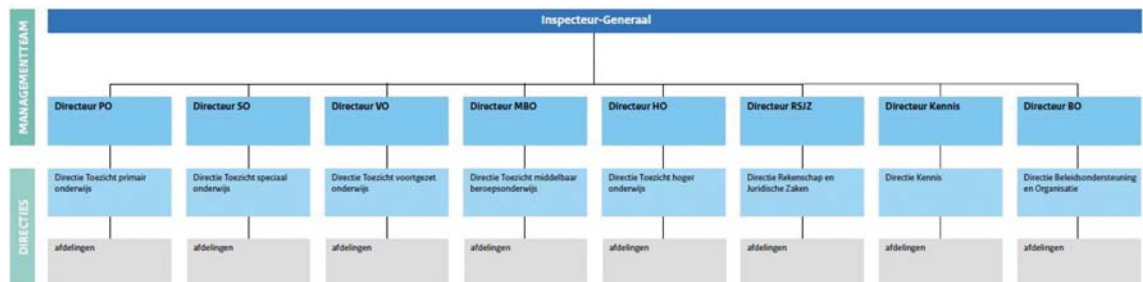 MANAGEMENTTEAM
Inspecteur-Generaal
Directeur PO
Directeur SO
Directeur VO
Directeur MBO
Directeur HO
Directeur RSJZ
Directeur Kennis
Directeur BO
DIRECTIES
Directie Toezicht primair
onderwijs
Directie Toezicht speciaal
onderwijs
Directie Toezicht voortgezet
onderwijs
Directie Toezicht middelbaar
beroepsonderwijs
Directie Toezicht hoger
onderwijs
Directie Rekenschap en
Juridische Zaken
Directie Kennis
Directie Beleidsondersteuning
en Organisatie
afdelingen
afdelingen
afdelingen
afdelingen
afdelingen
afdelingen
afdelingen
afdelingen